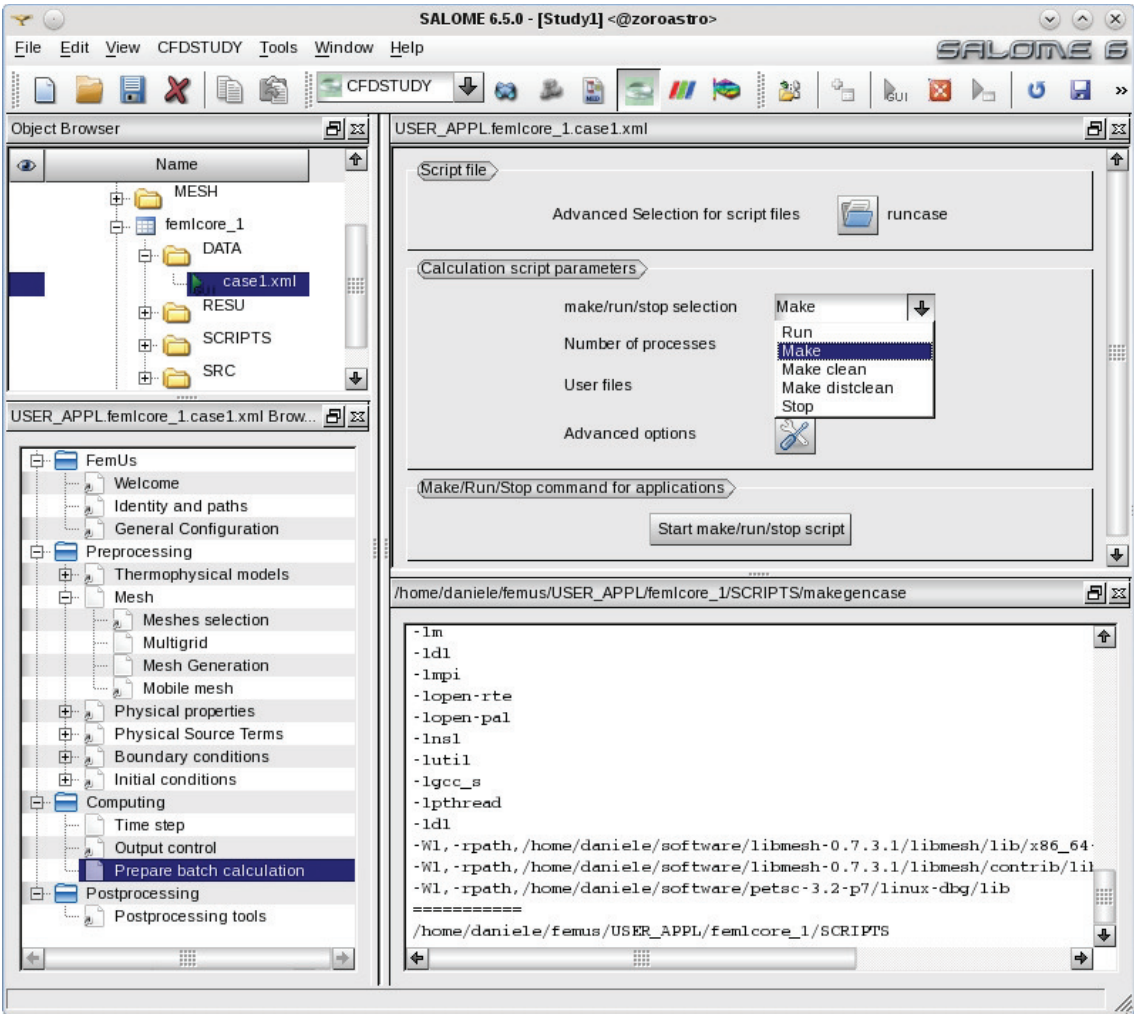 SALOME 6.5.0 - [Study1] <@zoroastro>
File Edit View CFDSTUDY Tools Window Help
SALOME 6
CFDSTUDY
MED
GUI
»
Object Browser
USER_APPL.femlcore_1.case1.xml
Name
MESH
femlcore_1
DATA
case1.xml
RESU
SCRIPTS
SRC
Script file
Advanced Selection for script files
runcase
Calculation script parameters
make/run/stop selection
Make
Run
Make
Make clean
Make distclean
Stop
Number of processes
User files
Advanced options
Make/Run/Stop command for applications
Start make/run/stop script
USER_APPL.femlcore_1.case1.xml Brow...
FemUs
Welcome
Identity and paths
General Configuration
Preprocessing
Thermophysical models
Mesh
Meshes selection
Multigrid
Mesh Generation
Mobile mesh
Physical properties
Physical Source Terms
Boundary conditions
Initial conditions
Computing
Time step
Output control
Prepare batch calculation
Postprocessing
Postprocessing tools
/home/daniele/femus/USER_APPL/femlcore_1/SCRIPTS/makegencase
-lm
-ldl
-lmpi
-lopen-rte
-lopen-pal
-lnsl
-lutil
-lgcc_s
-lpthread
-ldl
-Wl,-rpath,/home/daniele/software/libmesh-0.7.3.1/libmesh/lib/x86_64-
-Wl,-rpath,/home/daniele/software/libmesh-0.7.3.1/libmesh/contrib/lib
-Wl,-rpath,/home/daniele/software/petsc-3.2-p7/linux-dbg/lib
===========
/home/daniele/femus/USER_APPL/femlcore_1/SCRIPTS